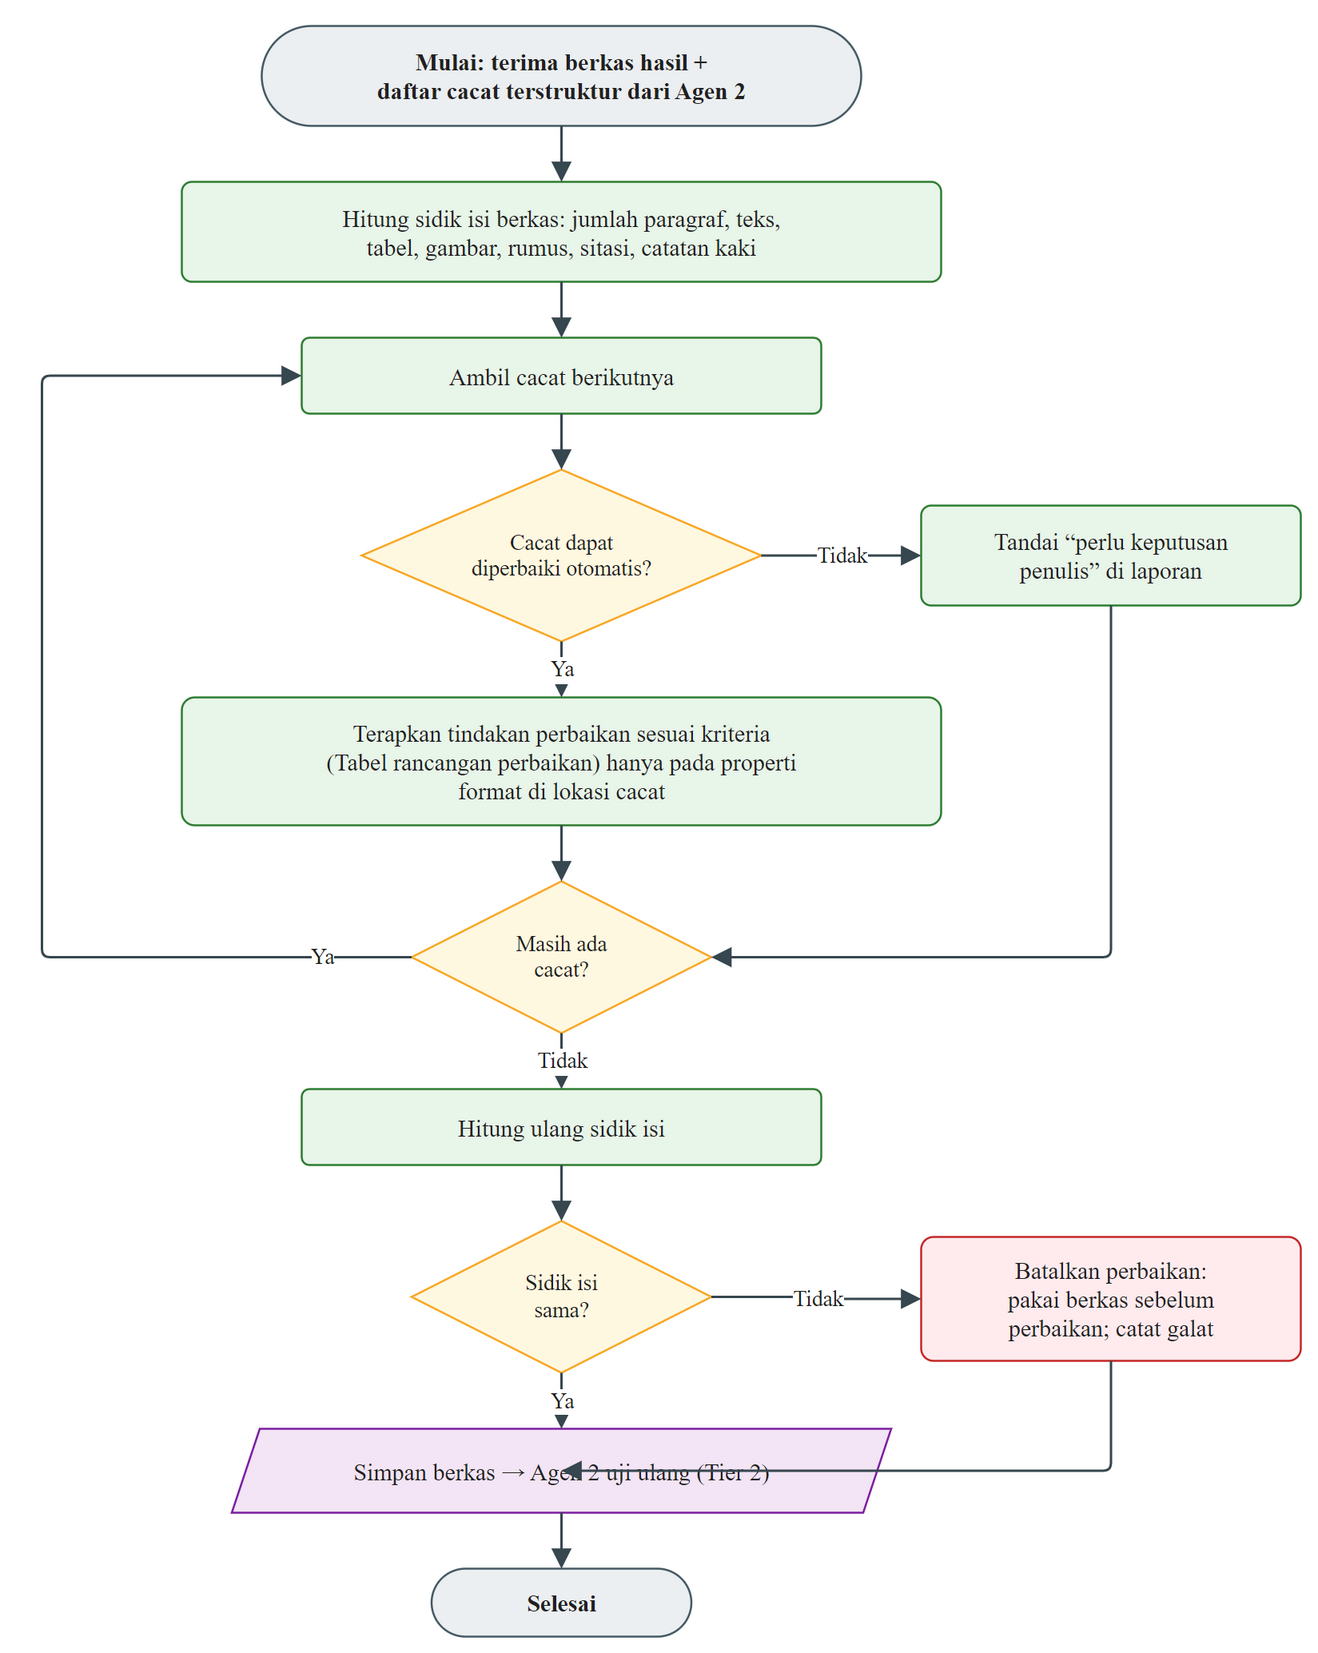 Mulai: terima berkas hasil +
daftar cacat terstruktur dari Agen 2
Hitung sidik isi berkas: jumlah paragraf, teks,
tabel, gambar, rumus, sitasi, catatan kaki
Ambil cacat berikutnya
Cacat dapat
diperbaiki otomatis?
Tidak
Tandai “perlu keputusan
penulis” di laporan
Ya
Terapkan tindakan perbaikan sesuai kriteria
(Tabel rancangan perbaikan) hanya pada properti
format di lokasi cacat
Masih ada
cacat?
Ya
Tidak
Hitung ulang sidik isi
Sidik isi
sama?
Tidak
Batalkan perbaikan:
pakai berkas sebelum
perbaikan; catat galat
Ya
Simpan berkas → Agen 2 uji ulang (Tier 2)
Selesai